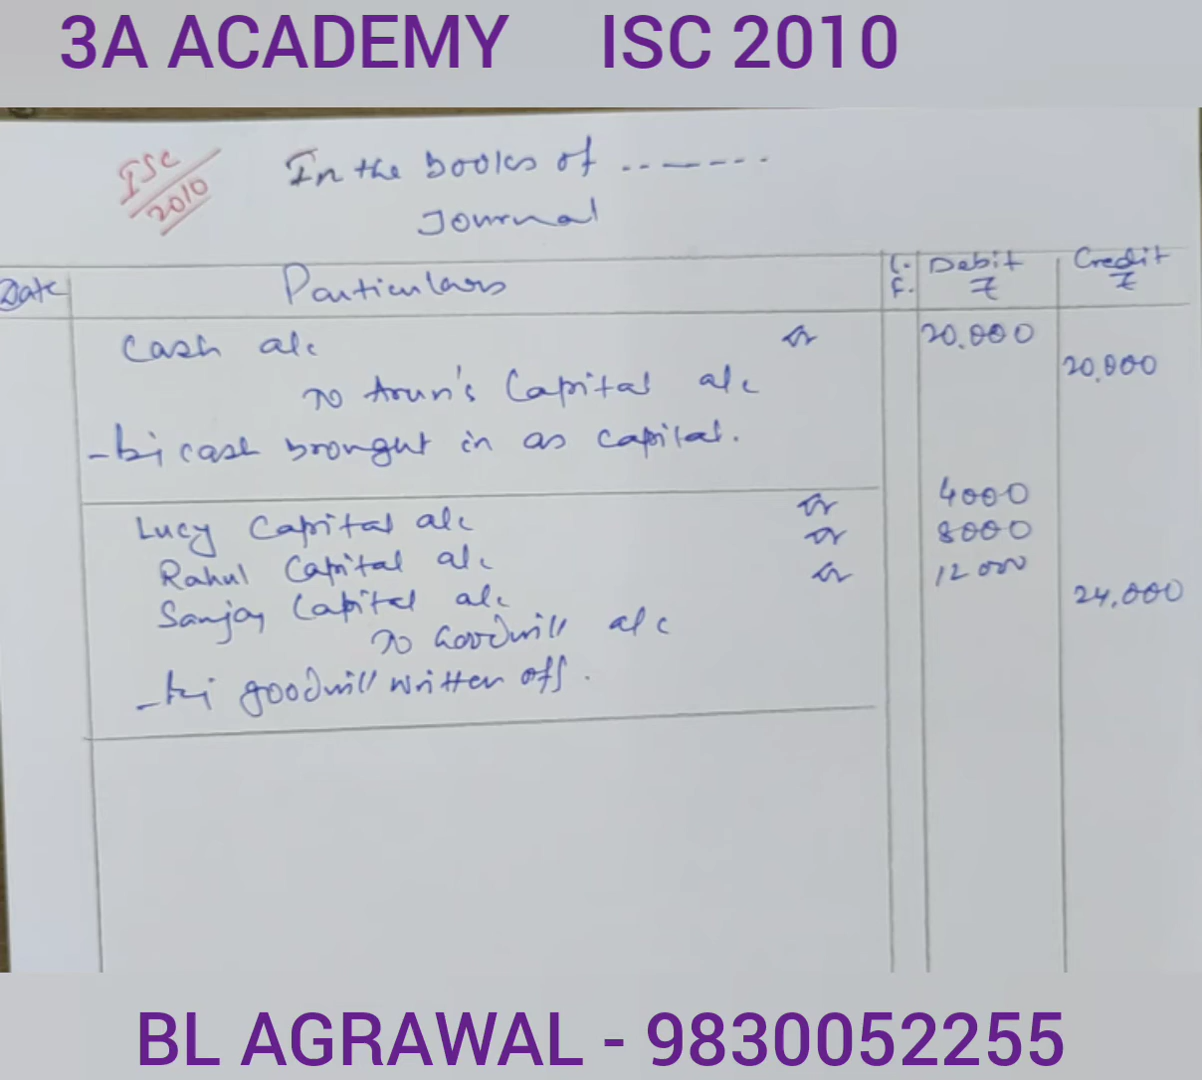 3A ACADEMY ISC 2010
ISC
2010
In the books of .......
Journal
Date Particulars L.F. Debit ₹ Credit ₹
Cash a/c Dr 20,000
To Arun's Capital a/c 20,000
- bi cash brought in as capital.
Lucy Capital a/c Dr 4000
Rahul Capital a/c Dr 8000
Sanjay Capital a/c Dr 12000
To Goodwill a/c 24,000
- bi goodwill written off.
BL AGRAWAL - 9830052255